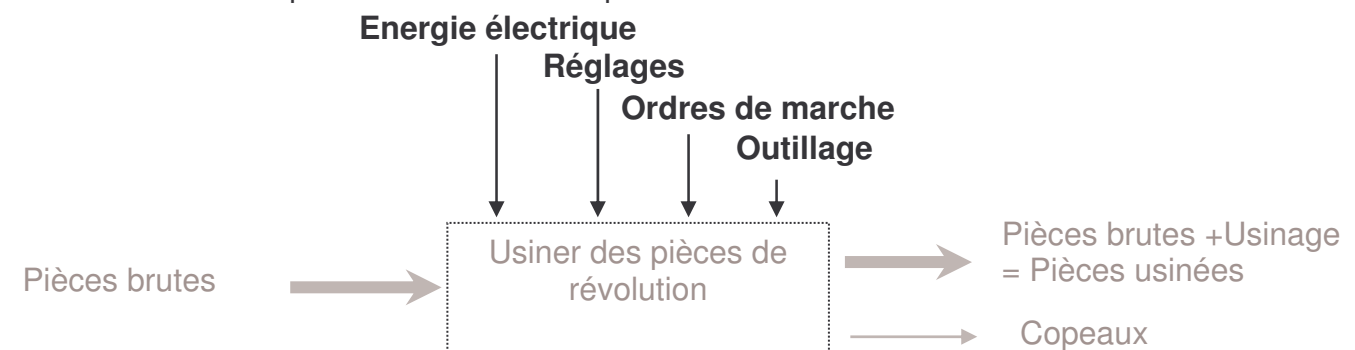 Energie électrique
Réglages
Ordres de marche
Outillage
Pièces brutes
Usiner des pièces de
révolution
Pièces brutes +Usinage
= Pièces usinées
Copeaux